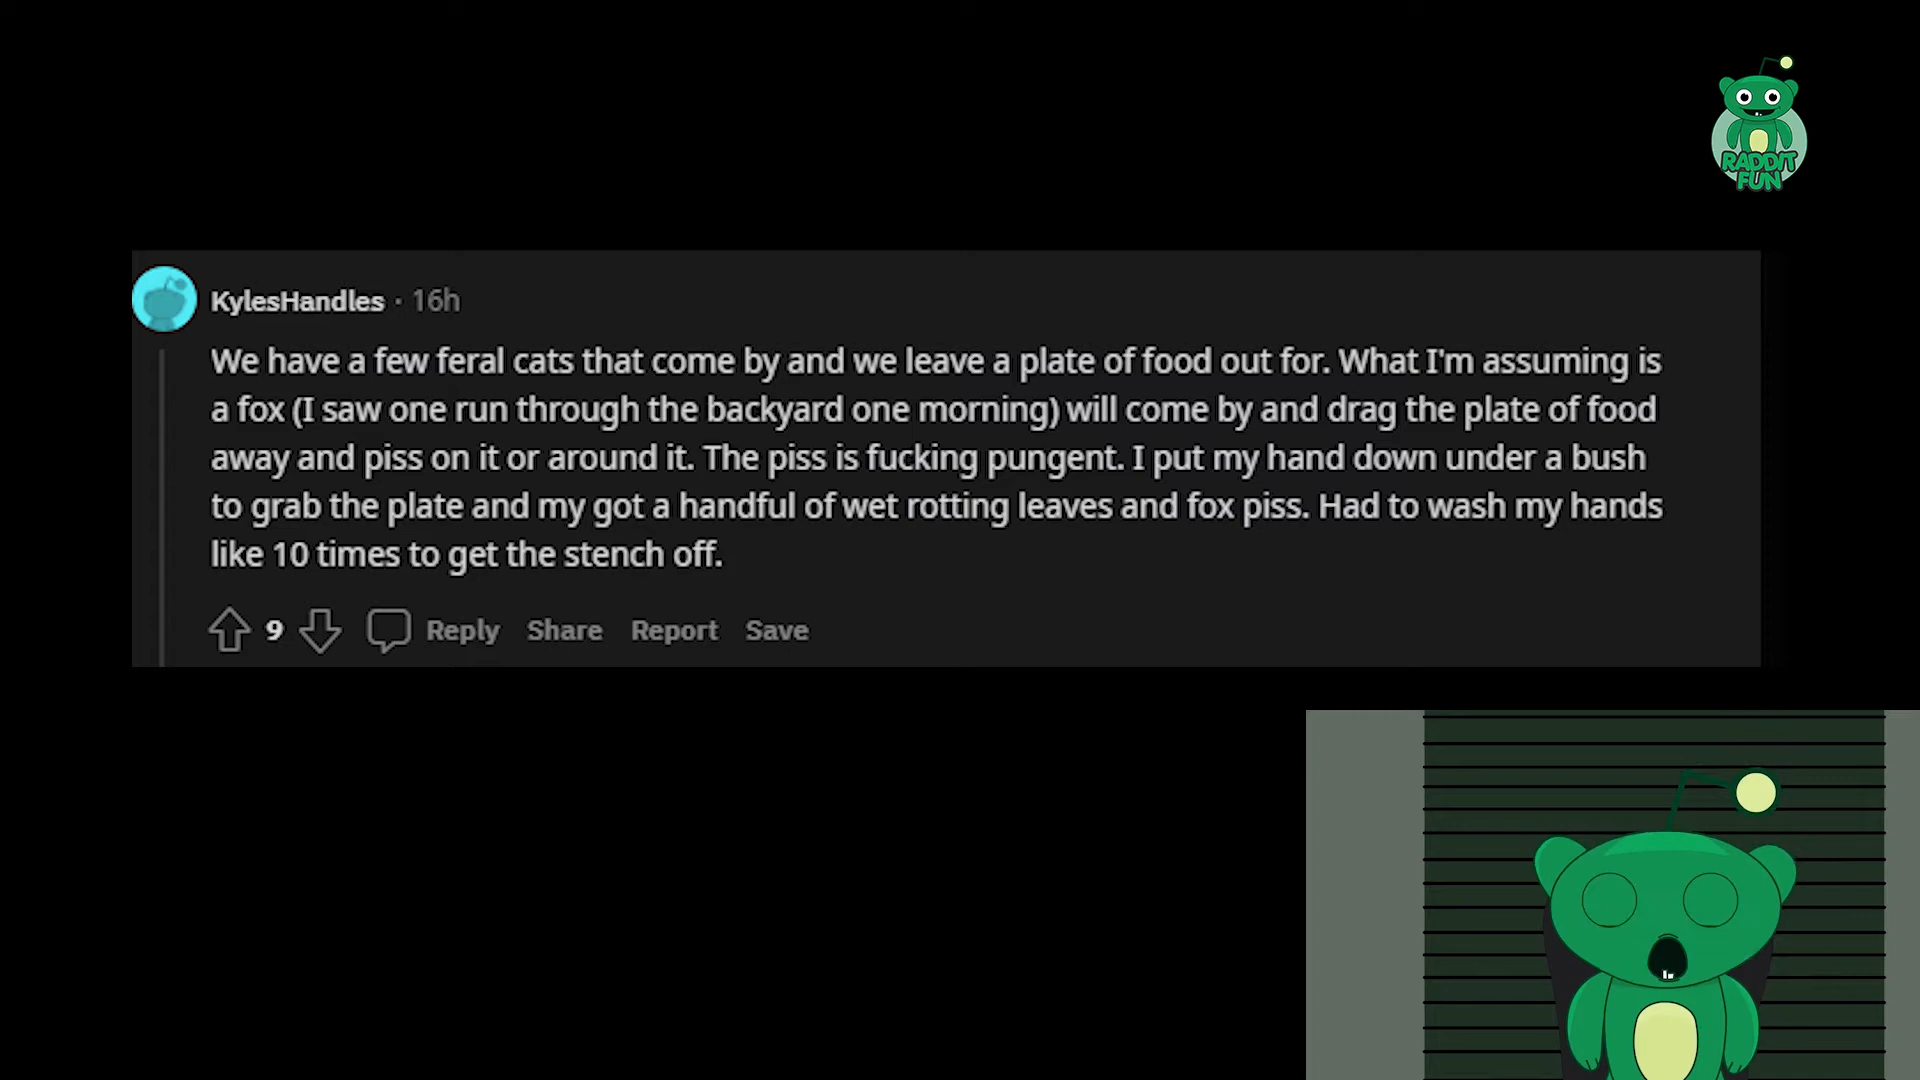 RADDIT
FUN
KylesHandles · 16h
We have a few feral cats that come by and we leave a plate of food out for. What I'm assuming is
a fox (I saw one run through the backyard one morning) will come by and drag the plate of food
away and piss on it or around it. The piss is fucking pungent. I put my hand down under a bush
to grab the plate and my got a handful of wet rotting leaves and fox piss. Had to wash my hands
like 10 times to get the stench off.
9 Reply Share Report Save